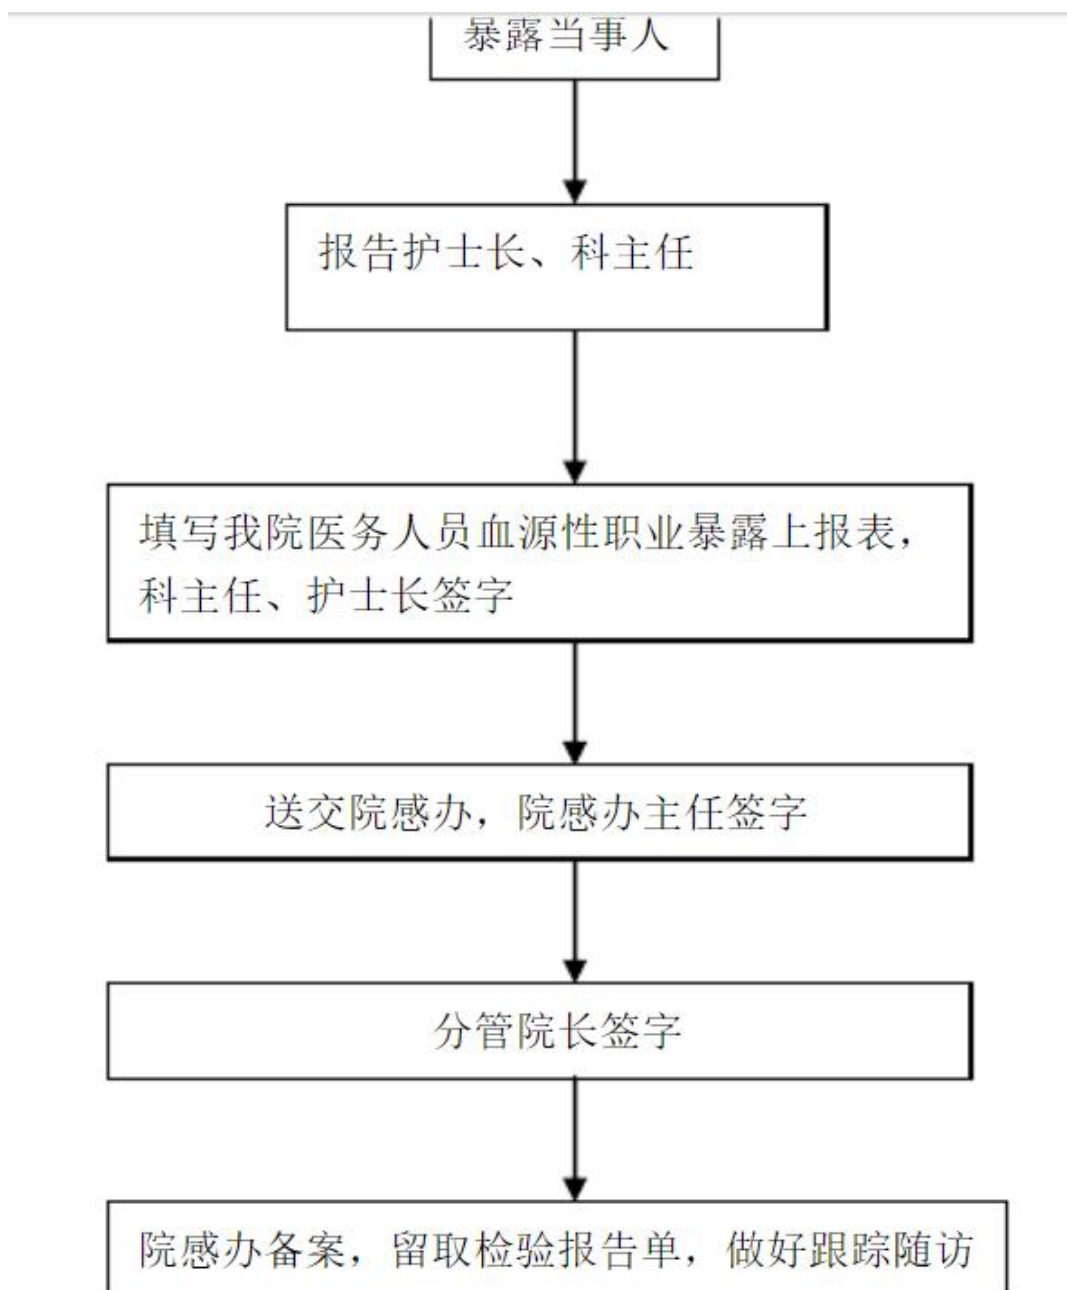 暴露当事人
报告护士长、科主任
填写我院医务人员血源性职业暴露上报表，
科主任、护士长签字
送交院感办，院感办主任签字
分管院长签字
院感办备案，留取检验报告单，做好跟踪随访